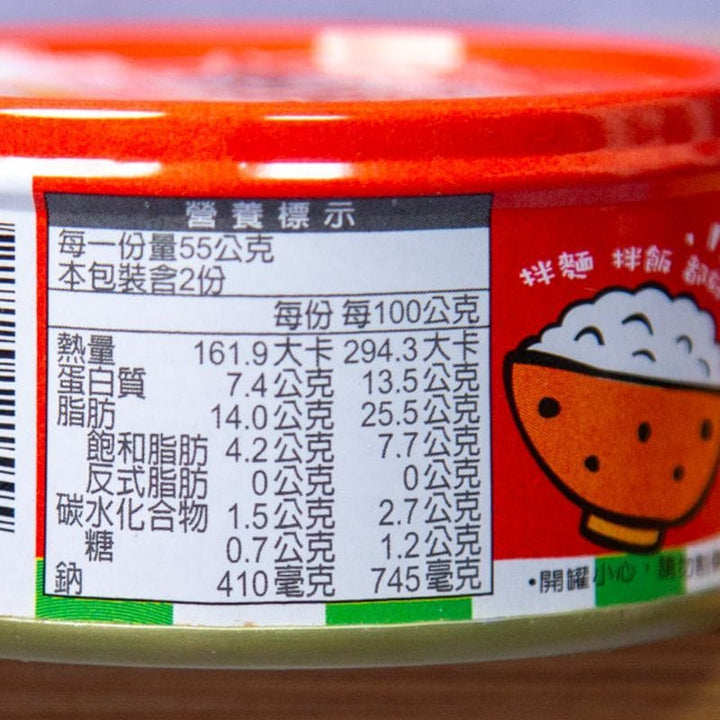 營養標示
每一份量55公克
本包裝含2份
每份 每100公克
熱量 161.9大卡 294.3大卡
蛋白質 7.4公克 13.5公克
脂肪 14.0公克 25.5公克
飽和脂肪 4.2公克 7.7公克
反式脂肪 0公克 0公克
碳水化合物 1.5公克 2.7公克
糖 0.7公克 1.2公克
鈉 410毫克 745毫克
拌麵 拌飯 都
•開罐小心,請勿